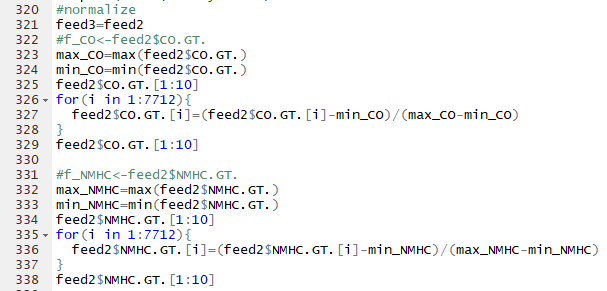 320 #normalize
321 feed3=feed2
322 #f_CO<-feed2$CO.GT.
323 max_CO=max(feed2$CO.GT.)
324 min_CO=min(feed2$CO.GT.)
325 feed2$CO.GT.[1:10]
326 for(i in 1:7712){
327 feed2$CO.GT.[i]=(feed2$CO.GT.[i]-min_CO)/(max_CO-min_CO)
328 }
329 feed2$CO.GT.[1:10]
330
331 #f_NMHC<-feed2$NMHC.GT.
332 max_NMHC=max(feed2$NMHC.GT.)
333 min_NMHC=min(feed2$NMHC.GT.)
334 feed2$NMHC.GT.[1:10]
335 for(i in 1:7712){
336 feed2$NMHC.GT.[i]=(feed2$NMHC.GT.[i]-min_NMHC)/(max_NMHC-min_NMHC)
337 }
338 feed2$NMHC.GT.[1:10]